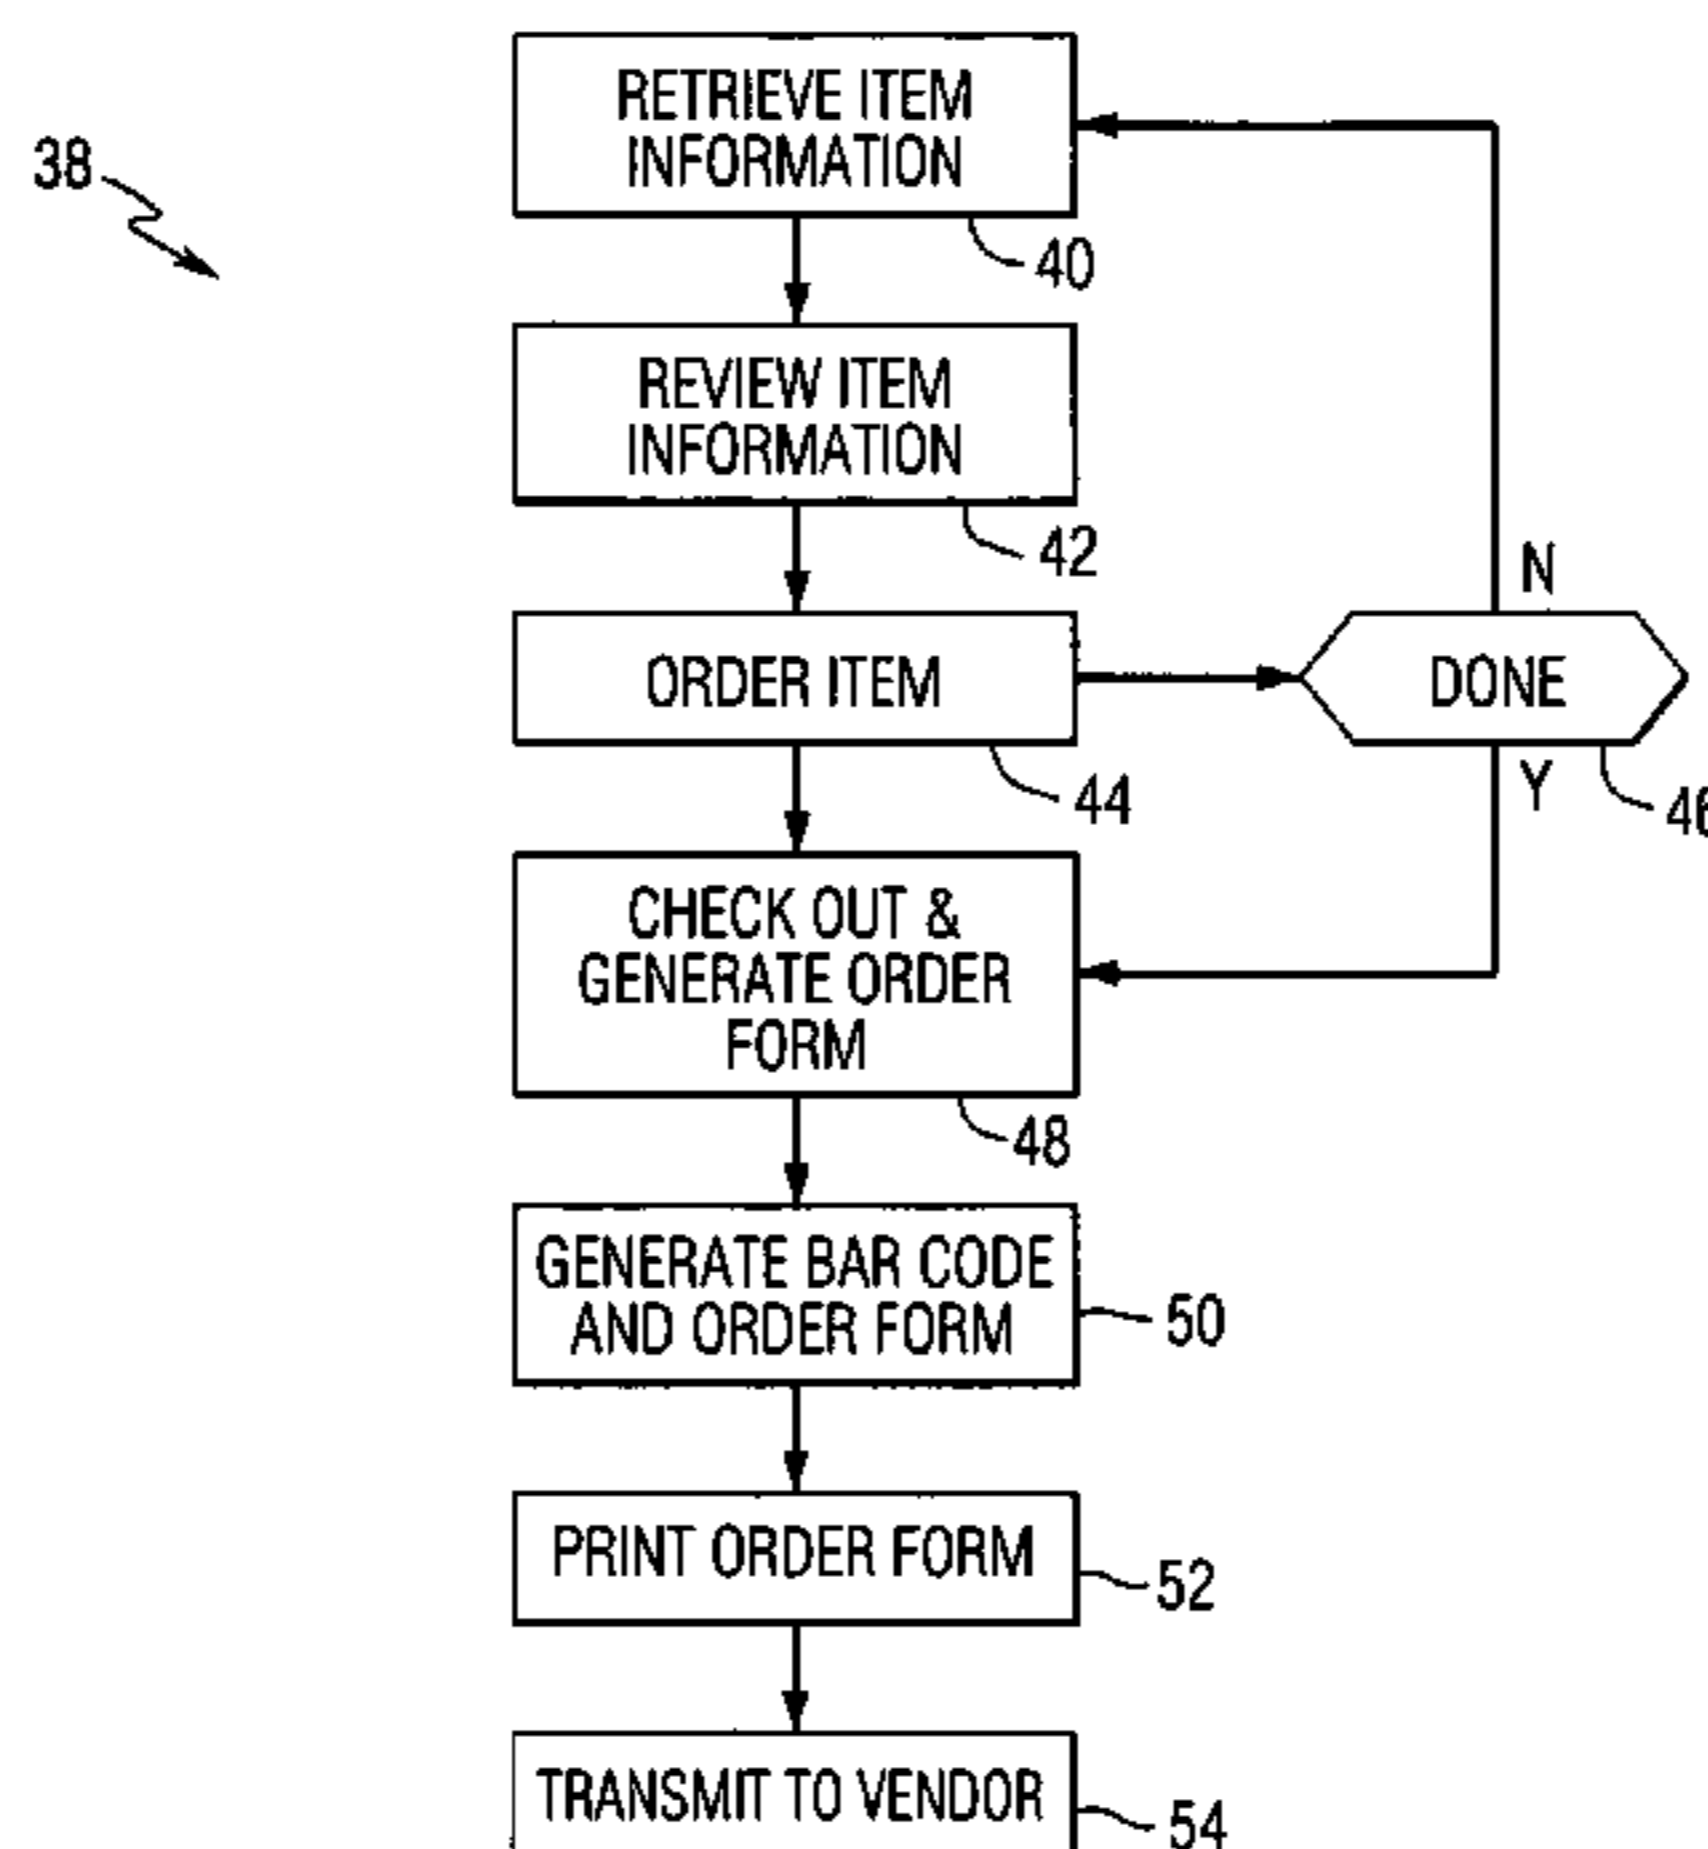 RETRIEVE ITEM
INFORMATION
38
40
REVIEW ITEM
INFORMATION
42
N
ORDER ITEM
DONE
44
Y
46
CHECK OUT &
GENERATE ORDER
FORM
48
GENERATE BAR CODE
AND ORDER FORM
50
PRINT ORDER FORM
52
TRANSMIT TO VENDOR
54